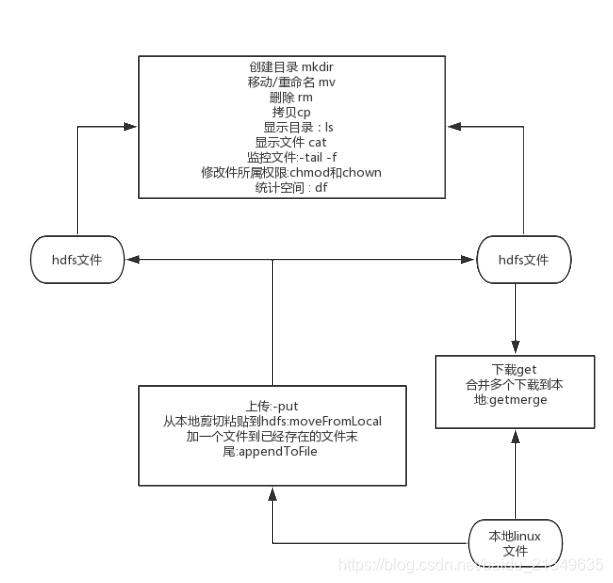 创建目录 mkdir
移动/重命名 mv
删除 rm
拷贝cp
显示目录：ls
显示文件 cat
监控文件:-tail -f
修改件所属权限:chmod和chown
统计空间：df
hdfs文件
hdfs文件
下载get
合并多个下载到本
地:getmerge
上传:-put
从本地剪切粘贴到hdfs:moveFromLocal
加一个文件到已经存在的文件末
尾:appendToFile
本地linux
文件
https://blog.csdn.net/baidu_21349635